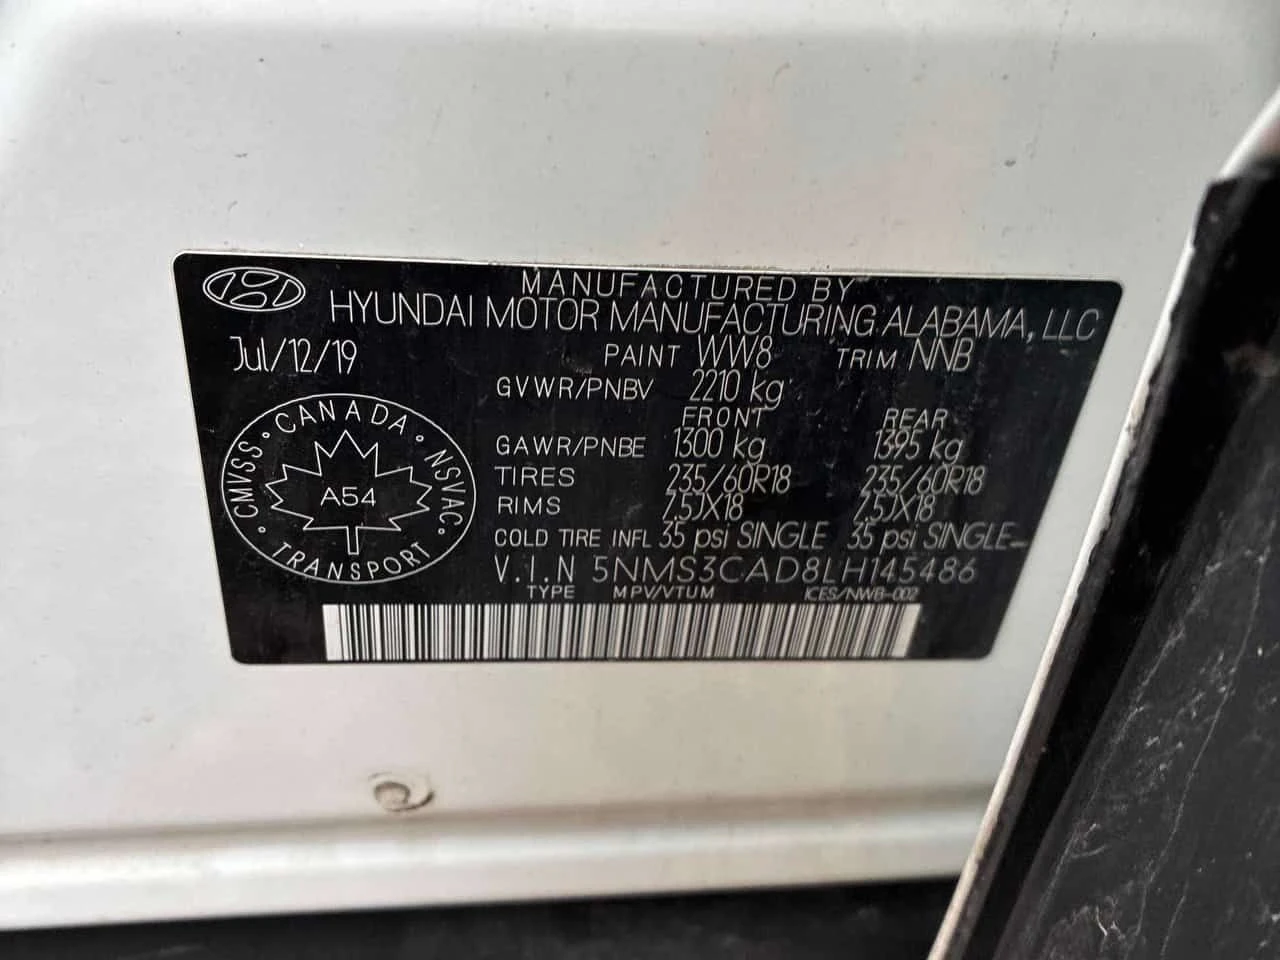 MANUFACTURED BY
HYUNDAI MOTOR MANUFACTURING ALABAMA, LLC
Jul/12/19 PAINT WW8 TRIM NNB
GVWR/PNBV 2210 kg
FRONT REAR
GAWR/PNBE 1300 kg 1395 kg
TIRES 235/60R18 235/60R18
RIMS 7.5JX18 7.5JX18
COLD TIRE INFL 35 psi SINGLE 35 psi SINGLE
V.I.N 5NMS3CAD8LH145486
TYPE MPV/VTUM ICES/NWB-002
CANADA
CMVSS NSVAC
A54
TRANSPORT